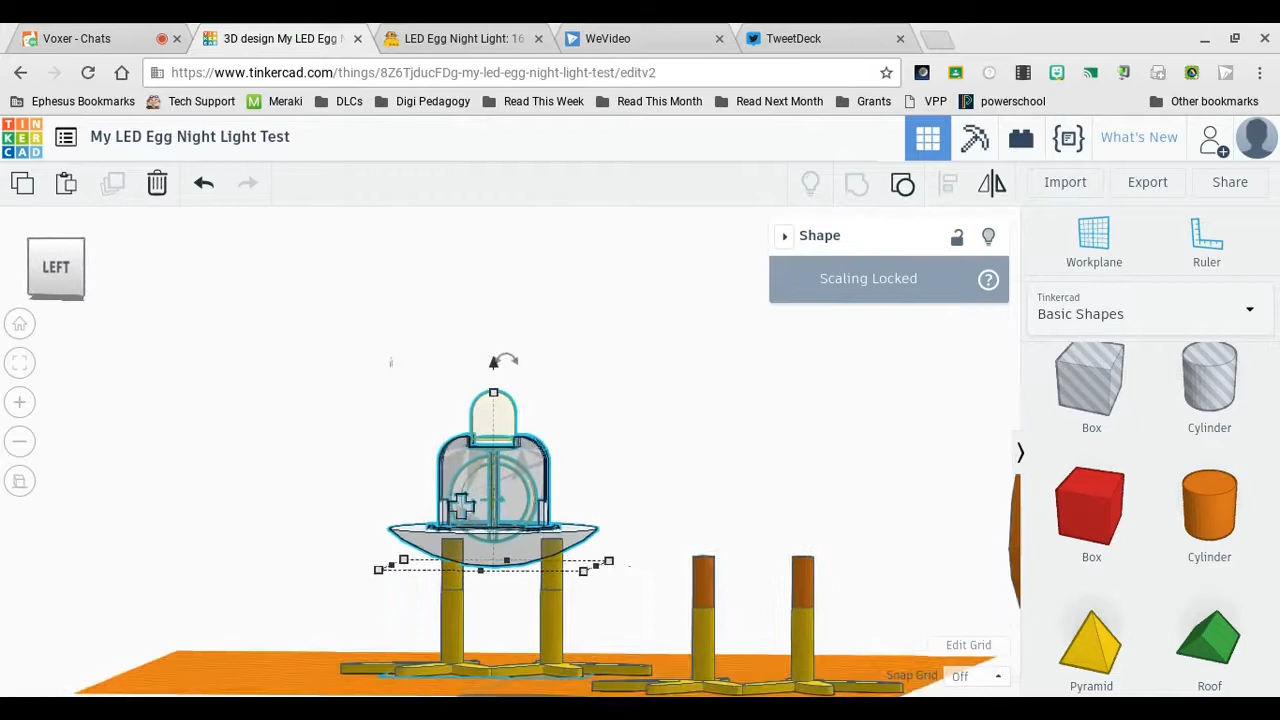 Voxer - Chats
3D design My LED Egg N
LED Egg Night Light: 16
WeVideo
TweetDeck
https://www.tinkercad.com/things/8Z6TjducFDg-my-led-egg-night-light-test/editv2
Ephesus Bookmarks
Tech Support
M Meraki
DLCs
Digi Pedagogy
Read This Week
Read This Month
Read Next Month
Grants
VPP
powerschool
Other bookmarks
TIN
KER
CAD
My LED Egg Night Light Test
What's New
Import
Export
Share
LEFT
Shape
Scaling Locked
?
Workplane
Ruler
Tinkercad
Basic Shapes
Box
Cylinder
Box
Cylinder
Pyramid
Roof
Edit Grid
Snap Grid
Off